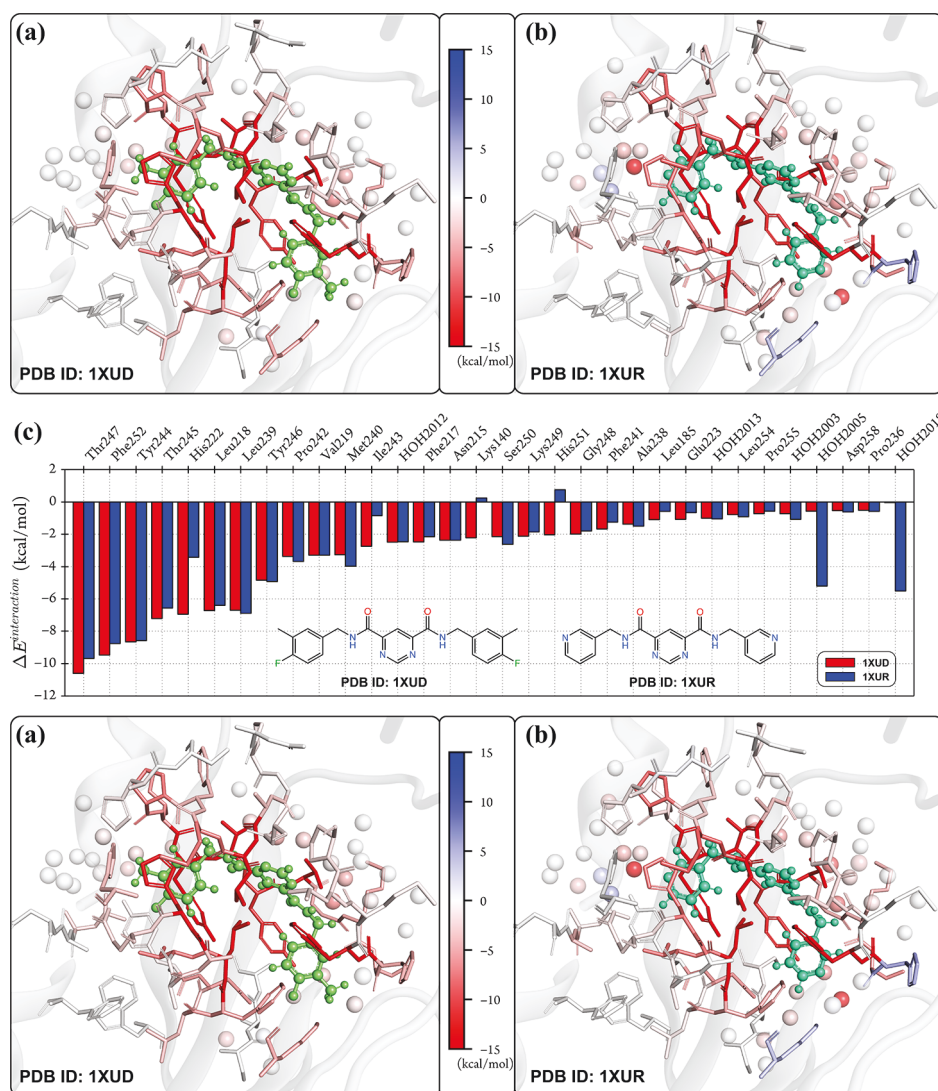 (a)
PDB ID: 1XUD
15
10
5
0
−5
−10
−15
(kcal/mol)
(b)
PDB ID: 1XUR
(c)
Thr247
Phe252
Tyr244
Thr245
His222
Leu218
Leu239
Tyr246
Pro242
Val219
Met240
Ile243
HOH2012
Phe217
Asn215
Lys140
Ser250
Lys249
His251
Gly248
Phe241
Ala238
Leu185
Glu223
HOH2013
Leu254
Pro255
HOH2003
HOH2005
Asp258
Pro236
ΔE interaction (kcal/mol)
2
0
−2
−4
−6
−8
−10
−12
F
O
N
H
N
N
O
N
H
F
PDB ID: 1XUD
N
O
N
H
N
N
O
N
H
N
PDB ID: 1XUR
1XUD
1XUR
(a)
PDB ID: 1XUD
15
10
5
0
−5
−10
−15
(kcal/mol)
(b)
PDB ID: 1XUR